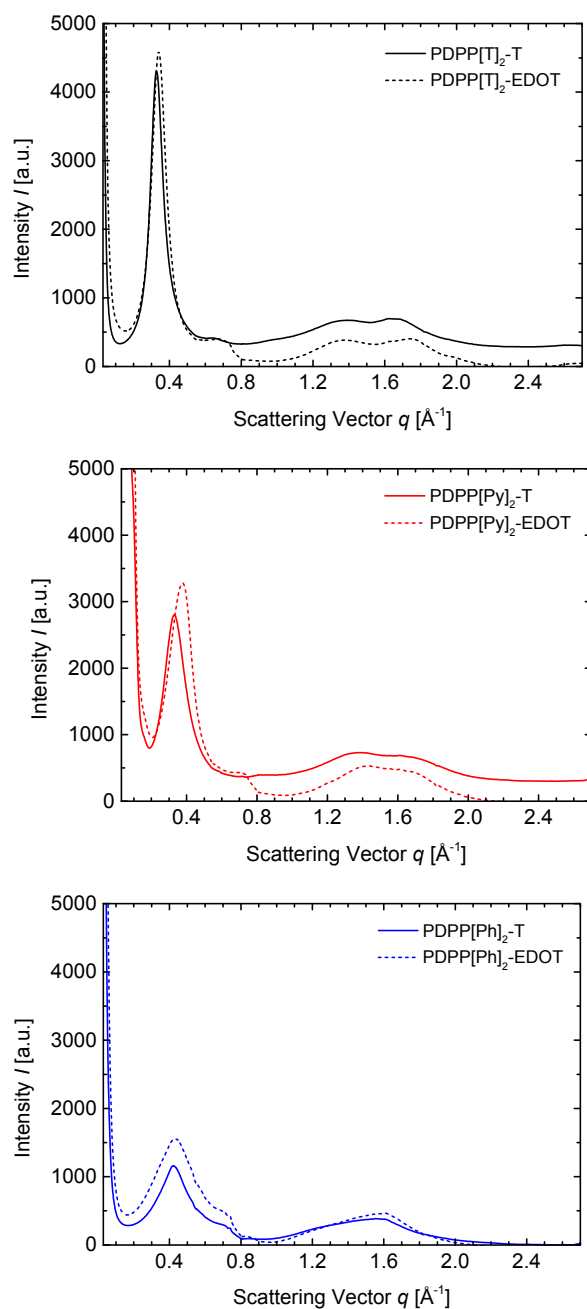 5000
4000
3000
2000
1000
0
Intensity I [a.u.]
PDPP[T]₂-T
PDPP[T]₂-EDOT
0.4 0.8 1.2 1.6 2.0 2.4
Scattering Vector q [Å⁻¹]
5000
4000
3000
2000
1000
0
Intensity I [a.u.]
PDPP[Py]₂-T
PDPP[Py]₂-EDOT
0.4 0.8 1.2 1.6 2.0 2.4
Scattering Vector q [Å⁻¹]
5000
4000
3000
2000
1000
0
Intensity I [a.u.]
PDPP[Ph]₂-T
PDPP[Ph]₂-EDOT
0.4 0.8 1.2 1.6 2.0 2.4
Scattering Vector q [Å⁻¹]